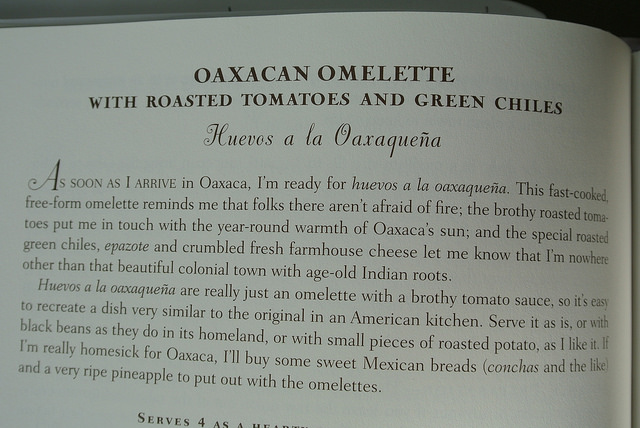 OAXACAN OMELETTE
WITH ROASTED TOMATOES AND GREEN CHILES
Huevos a la Oaxaqueña
AS SOON AS I ARRIVE in Oaxaca, I'm ready for huevos a la oaxaqueña. This fast-cooked,
free-form omelette reminds me that folks there aren't afraid of fire; the brothy roasted toma-
toes put me in touch with the year-round warmth of Oaxaca's sun; and the special roasted
green chiles, epazote and crumbled fresh farmhouse cheese let me know that I'm nowhere
other than that beautiful colonial town with age-old Indian roots.
Huevos a la oaxaqueña are really just an omelette with a brothy tomato sauce, so it's easy
to recreate a dish very similar to the original in an American kitchen. Serve it as is, or with
black beans as they do in its homeland, or with small pieces of roasted potato, as I like it. If
I'm really homesick for Oaxaca, I'll buy some sweet Mexican breads (conchas and the like)
and a very ripe pineapple to put out with the omelettes.
SERVES 4 AS A